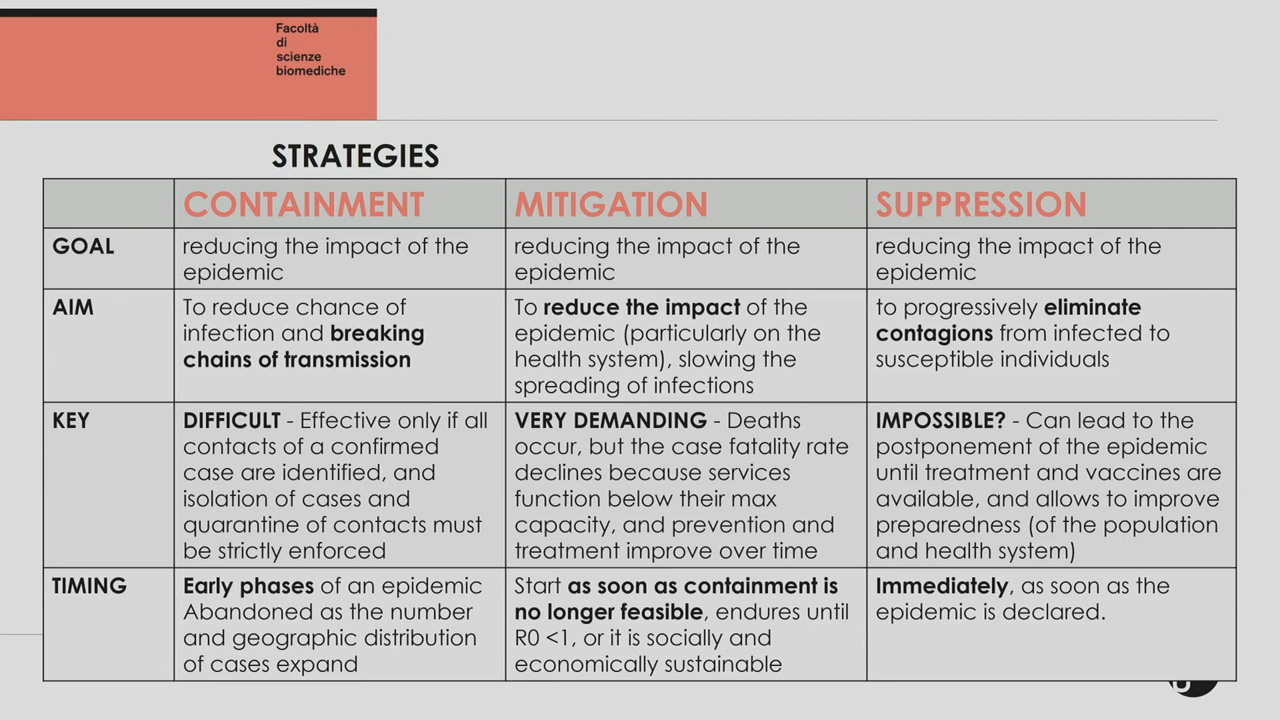 Facoltà
di
scienze
biomediche
STRATEGIES
CONTAINMENT
MITIGATION
SUPPRESSION
GOAL
reducing the impact of the
epidemic
reducing the impact of the
epidemic
reducing the impact of the
epidemic
AIM
To reduce chance of
infection and breaking
chains of transmission
To reduce the impact of the
epidemic (particularly on the
health system), slowing the
spreading of infections
to progressively eliminate
contagions from infected to
susceptible individuals
KEY
DIFFICULT - Effective only if all
contacts of a confirmed
case are identified, and
isolation of cases and
quarantine of contacts must
be strictly enforced
VERY DEMANDING - Deaths
occur, but the case fatality rate
declines because services
function below their max
capacity, and prevention and
treatment improve over time
IMPOSSIBLE? - Can lead to the
postponement of the epidemic
until treatment and vaccines are
available, and allows to improve
preparedness (of the population
and health system)
TIMING
Early phases of an epidemic
Abandoned as the number
and geographic distribution
of cases expand
Start as soon as containment is
no longer feasible, endures until
R0 <1, or it is socially and
economically sustainable
Immediately, as soon as the
epidemic is declared.